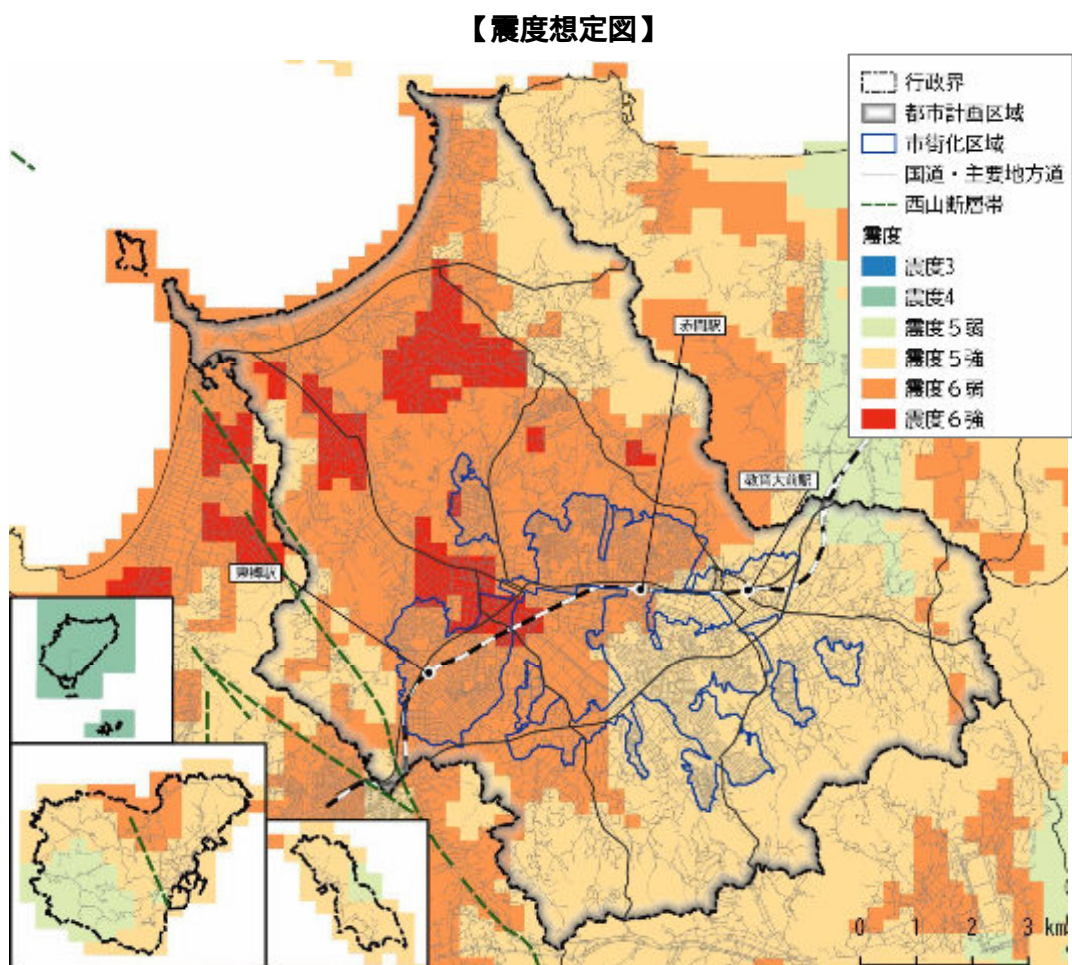 【震度想定図】
行政界
都市計画区域
市街化区域
国道・主要地方道
西山断層帯
震度
震度3
震度4
震度５弱
震度５強
震度６弱
震度６強
赤間駅
教育大前駅
東郷駅
0 1 2 3 km